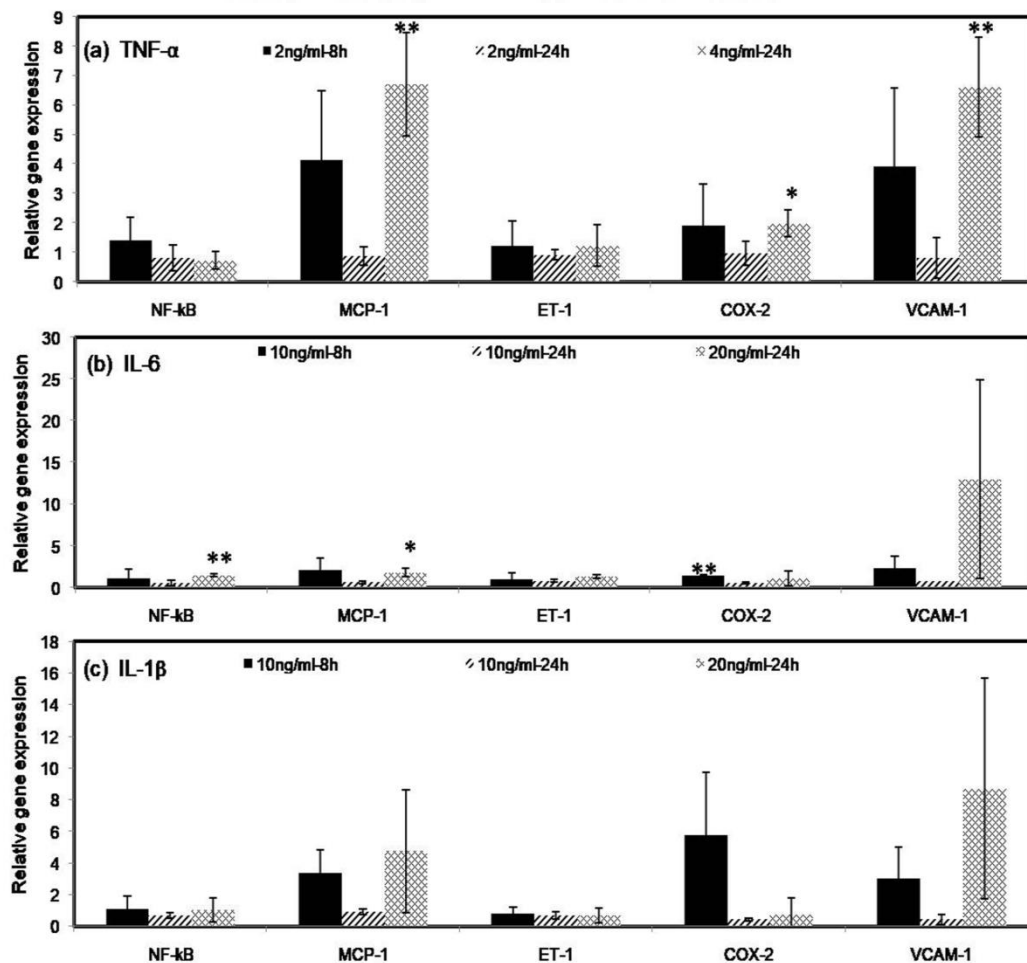 9
(a) TNF-α
**
**
2ng/ml-8h 2ng/ml-24h 4ng/ml-24h
8
7
6
5
4
3
*
2
1
0
Relative gene expression
NF-kB MCP-1 ET-1 COX-2 VCAM-1
30
(b) IL-6
10ng/ml-8h 10ng/ml-24h 20ng/ml-24h
25
20
15
10
5
** * **
0
Relative gene expression
NF-kB MCP-1 ET-1 COX-2 VCAM-1
18
(c) IL-1β
10ng/ml-8h 10ng/ml-24h 20ng/ml-24h
16
14
12
10
8
6
4
2
0
Relative gene expression
NF-kB MCP-1 ET-1 COX-2 VCAM-1